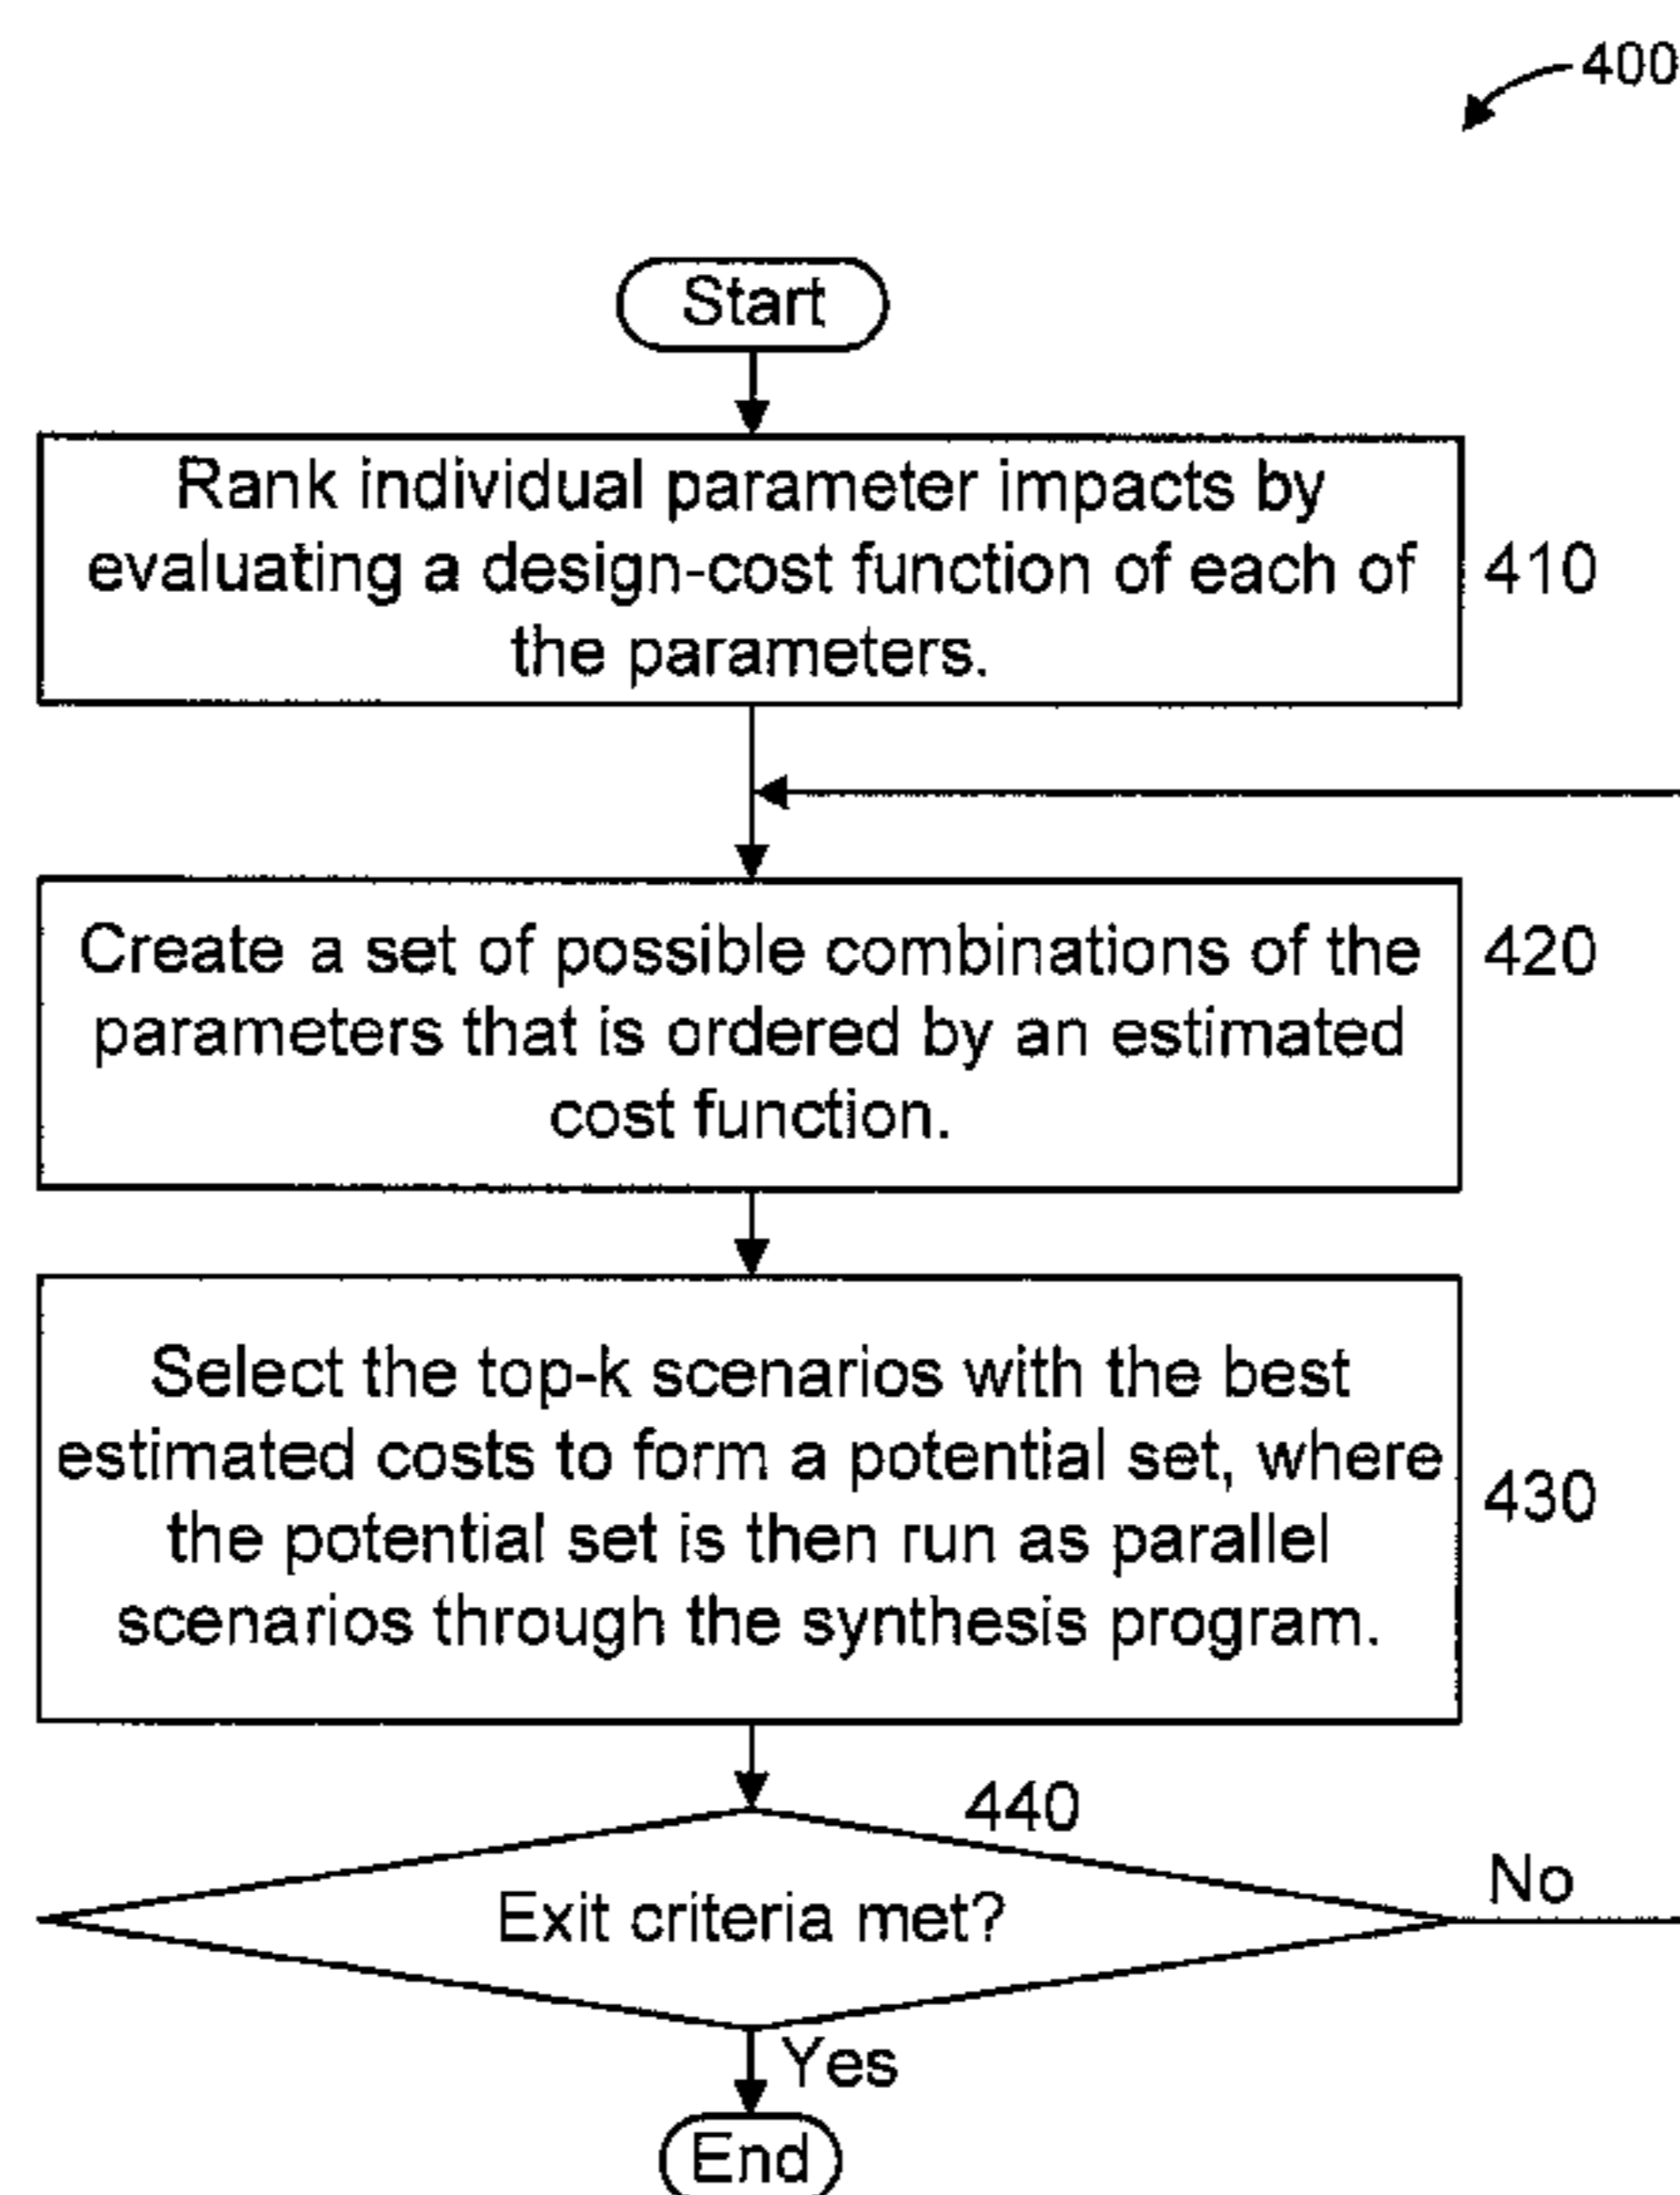 400
Start
Rank individual parameter impacts by
evaluating a design-cost function of each of
the parameters.
410
Create a set of possible combinations of the
parameters that is ordered by an estimated
cost function.
420
Select the top-k scenarios with the best
estimated costs to form a potential set, where
the potential set is then run as parallel
scenarios through the synthesis program.
430
440
Exit criteria met?
No
Yes
End